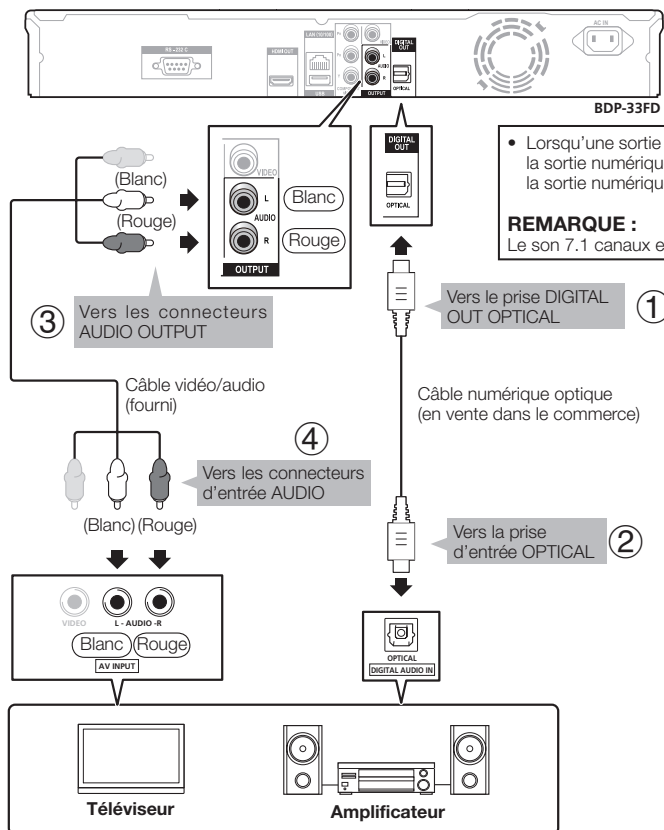 RS-232 C
HDMI OUT
LAN (10/100)
USB
VIDEO
L
AUDIO
R
OUTPUT
DIGITAL
OUT
OPTICAL
AC IN
BDP-33FD
• Lorsqu'une sortie
la sortie numériqu
la sortie numériqu
REMARQUE :
Le son 7.1 canaux e
(Blanc)
(Rouge)
VIDEO
L
AUDIO
R
OUTPUT
Blanc
Rouge
DIGITAL
OUT
OPTICAL
3
Vers les connecteurs
AUDIO OUTPUT
Vers le prise DIGITAL
OUT OPTICAL
1
Câble vidéo/audio
(fourni)
Câble numérique optique
(en vente dans le commerce)
4
Vers les connecteurs
d'entrée AUDIO
(Blanc) (Rouge)
Vers la prise
d'entrée OPTICAL
2
VIDEO
L - AUDIO -R
Blanc
Rouge
AV INPUT
OPTICAL
DIGITAL AUDIO IN
Téléviseur
Amplificateur